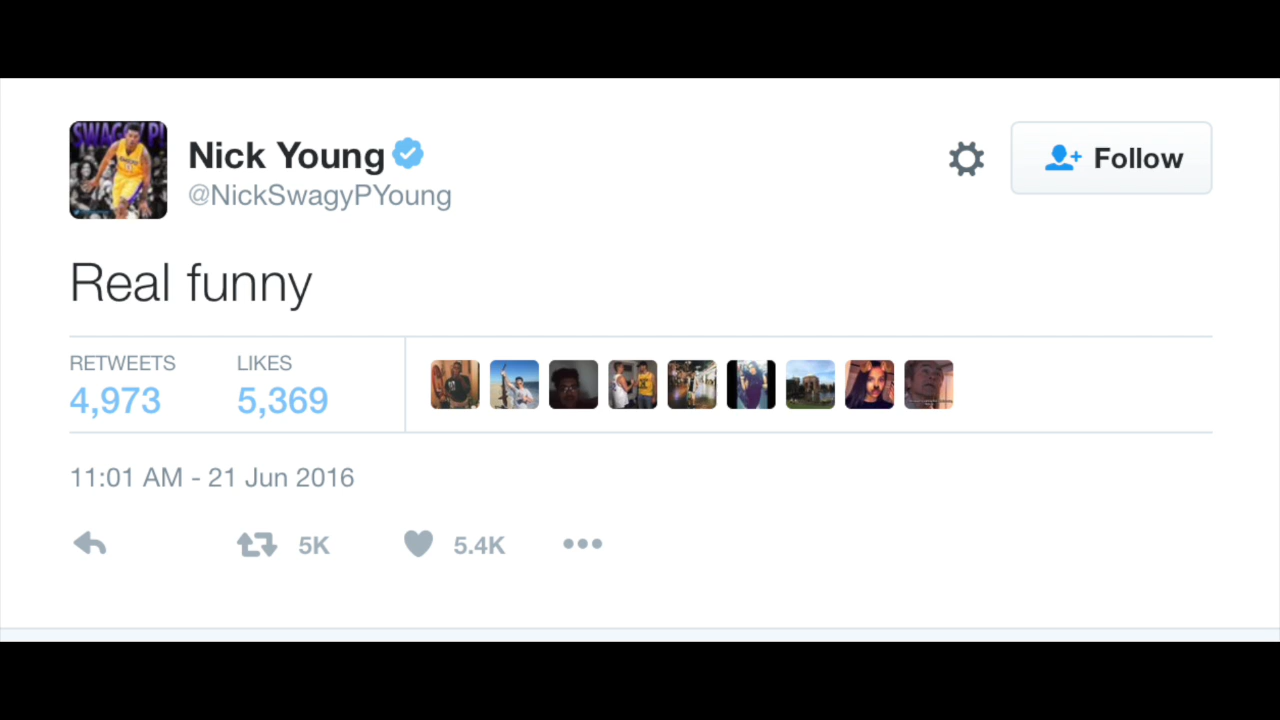 SWAGGY P!
Nick Young
@NickSwagyPYoung
Follow
Real funny
RETWEETS LIKES
4,973 5,369
11:01 AM - 21 Jun 2016
5K 5.4K